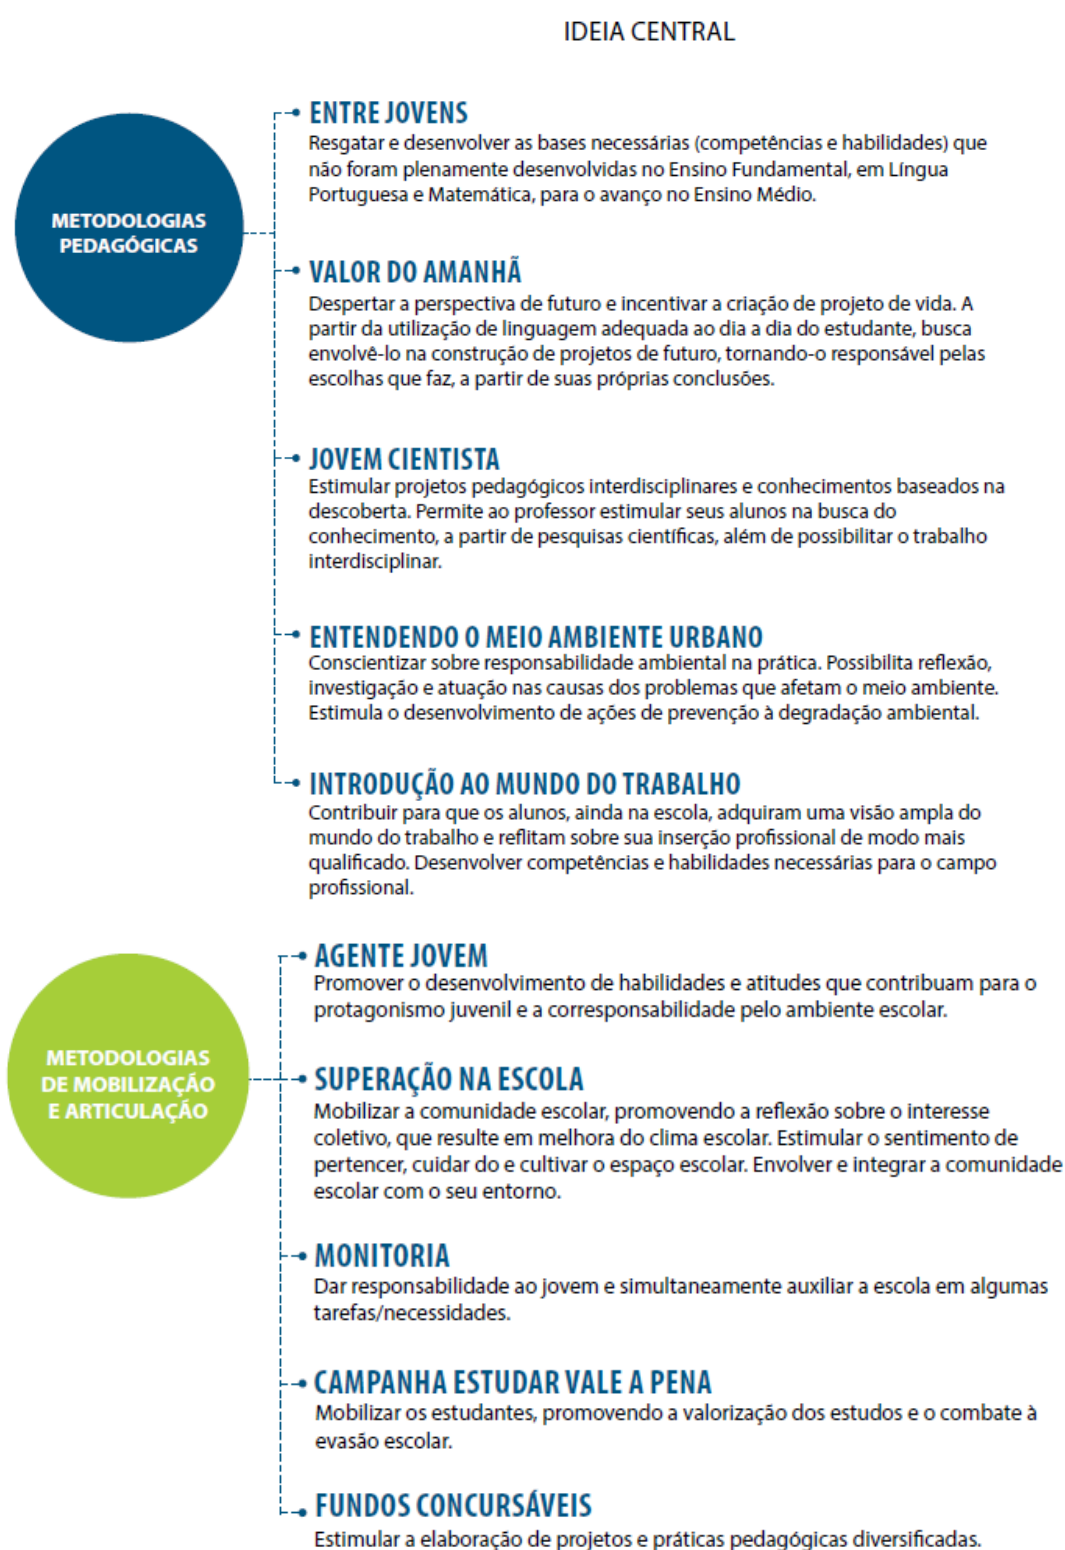 IDEIA CENTRAL
METODOLOGIAS
PEDAGÓGICAS
ENTRE JOVENS
Resgatar e desenvolver as bases necessárias (competências e habilidades) que
não foram plenamente desenvolvidas no Ensino Fundamental, em Língua
Portuguesa e Matemática, para o avanço no Ensino Médio.
VALOR DO AMANHÃ
Despertar a perspectiva de futuro e incentivar a criação de projeto de vida. A
partir da utilização de linguagem adequada ao dia a dia do estudante, busca
envolvê-lo na construção de projetos de futuro, tornando-o responsável pelas
escolhas que faz, a partir de suas próprias conclusões.
JOVEM CIENTISTA
Estimular projetos pedagógicos interdisciplinares e conhecimentos baseados na
descoberta. Permite ao professor estimular seus alunos na busca do
conhecimento, a partir de pesquisas científicas, além de possibilitar o trabalho
interdisciplinar.
ENTENDENDO O MEIO AMBIENTE URBANO
Conscientizar sobre responsabilidade ambiental na prática. Possibilita reflexão,
investigação e atuação nas causas dos problemas que afetam o meio ambiente.
Estimula o desenvolvimento de ações de prevenção à degradação ambiental.
INTRODUÇÃO AO MUNDO DO TRABALHO
Contribuir para que os alunos, ainda na escola, adquiram uma visão ampla do
mundo do trabalho e reflitam sobre sua inserção profissional de modo mais
qualificado. Desenvolver competências e habilidades necessárias para o campo
profissional.
METODOLOGIAS
DE MOBILIZAÇÃO
E ARTICULAÇÃO
AGENTE JOVEM
Promover o desenvolvimento de habilidades e atitudes que contribuam para o
protagonismo juvenil e a corresponsabilidade pelo ambiente escolar.
SUPERAÇÃO NA ESCOLA
Mobilizar a comunidade escolar, promovendo a reflexão sobre o interesse
coletivo, que resulte em melhora do clima escolar. Estimular o sentimento de
pertencer, cuidar do e cultivar o espaço escolar. Envolver e integrar a comunidade
escolar com o seu entorno.
MONITORIA
Dar responsabilidade ao jovem e simultaneamente auxiliar a escola em algumas
tarefas/necessidades.
CAMPANHA ESTUDAR VALE A PENA
Mobilizar os estudantes, promovendo a valorização dos estudos e o combate à
evasão escolar.
FUNDOS CONCURSÁVEIS
Estimular a elaboração de projetos e práticas pedagógicas diversificadas.